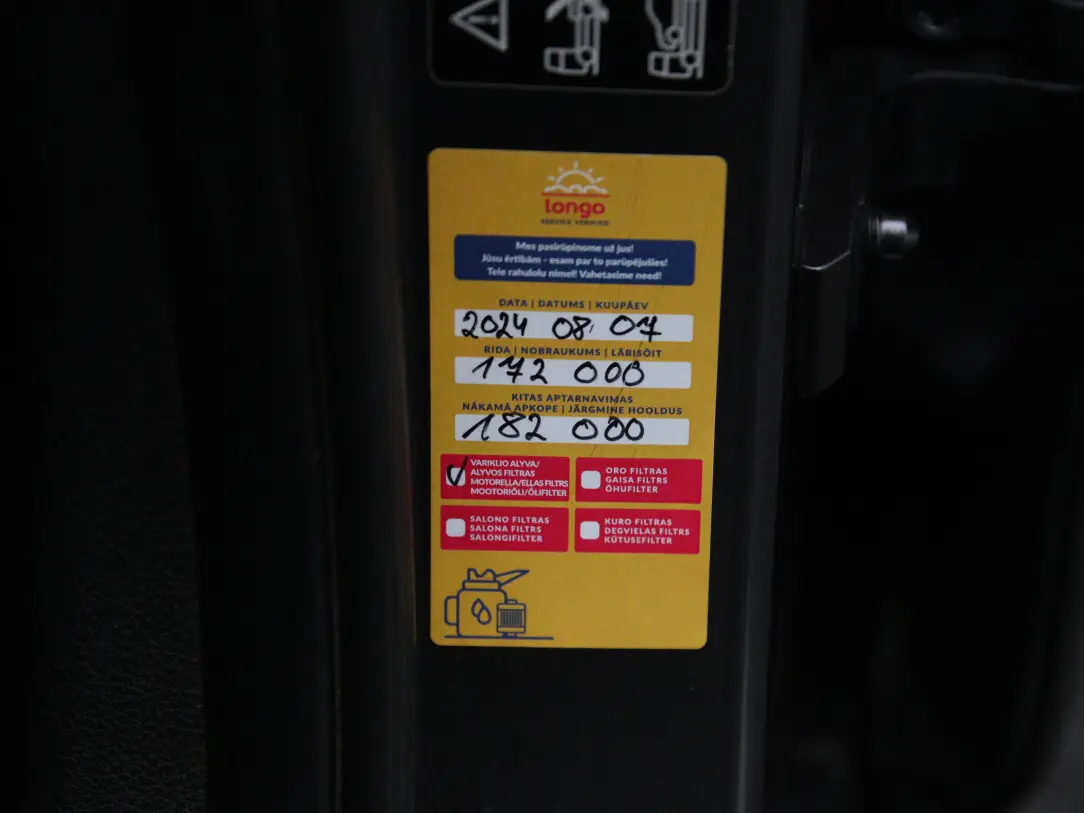 longo
SERVICE VERIFIED
Mes pasirūpinome už jus!
Jūsu ērtībām - esam par to parūpējušies!
Teie rahulolu nimel! Vahetasime need!
DATA | DATUMS | KUUPÄEV
2024 08. 07
RIDA | NOBRAUKUMS | LÄBISÕIT
172 000
KITAS APTARNAVIMAS
NĀKAMĀ APKOPE | JÄRGMINE HOOLDUS
182 000
VARIKLIO ALYVA/
ALYVOS FILTRAS
MOTOREĻĻA/EĻĻAS FILTRS
MOOTORIÕLI/ÕLIFILTER
ORO FILTRAS
GAISA FILTRS
ÕHUFILTER
SALONO FILTRAS
SALONA FILTRS
SALONGIFILTER
KURO FILTRAS
DEGVIELAS FILTRS
KÜTUSEFILTER